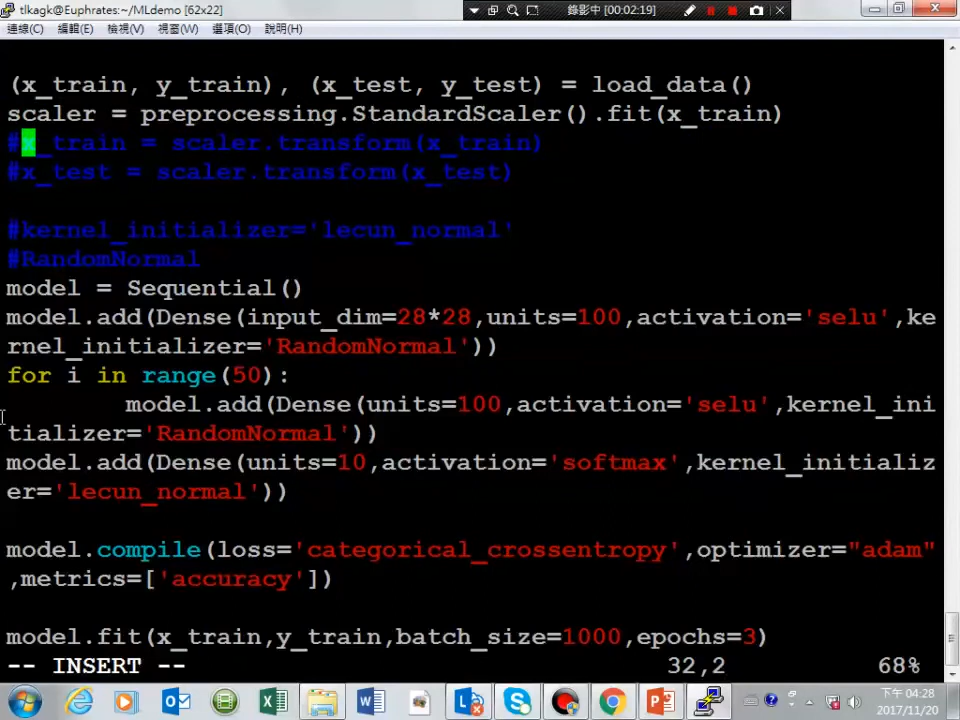 tlkagk@Euphrates:~/MLdemo [62x22]
錄影中 [00:02:19]
連線(C) 編輯(E) 檢視(V) 視窗(W) 選項(O) 說明(H)
(x_train, y_train), (x_test, y_test) = load_data()
scaler = preprocessing.StandardScaler().fit(x_train)
#x_train = scaler.transform(x_train)
#x_test = scaler.transform(x_test)
#kernel_initializer='lecun_normal'
#RandomNormal
model = Sequential()
model.add(Dense(input_dim=28*28,units=100,activation='selu',ke
rnel_initializer='RandomNormal'))
for i in range(50):
model.add(Dense(units=100,activation='selu',kernel_ini
tializer='RandomNormal'))
model.add(Dense(units=10,activation='softmax',kernel_initializ
er='lecun_normal'))
model.compile(loss='categorical_crossentropy',optimizer="adam"
,metrics=['accuracy'])
model.fit(x_train,y_train,batch_size=1000,epochs=3)
-- INSERT -- 32,2 68%
下午 04:28
2017/11/20